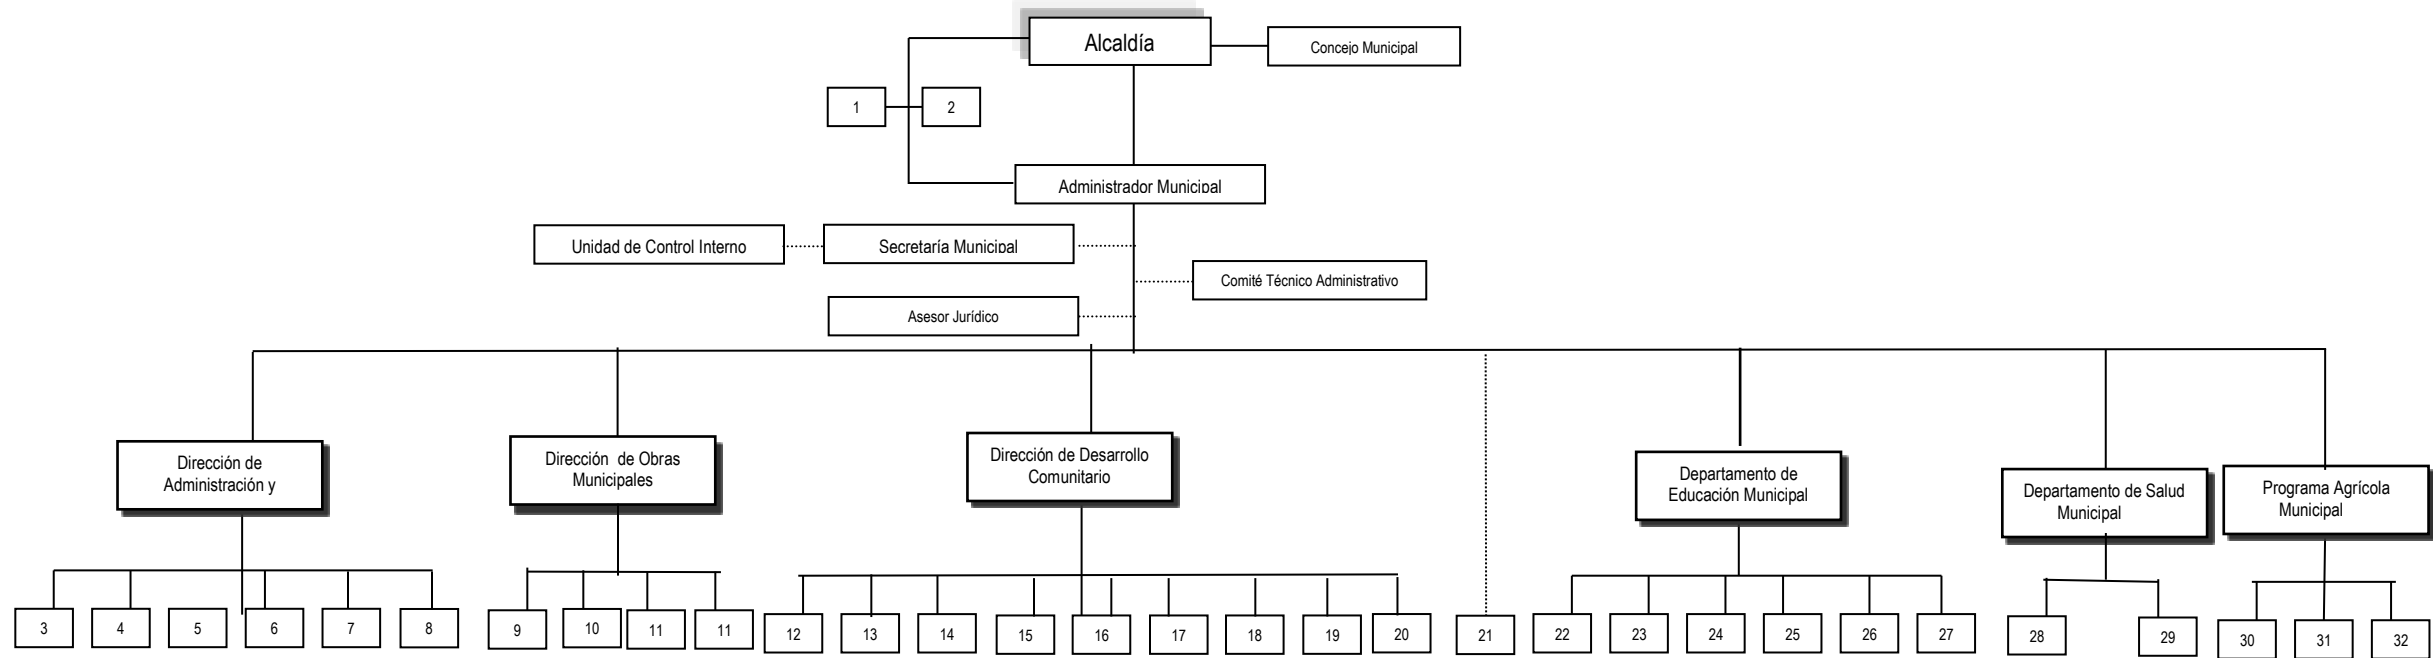 Alcaldía
Concejo Municipal
1
2
Administrador Municipal
Unidad de Control Interno
Secretaría Municipal
Comité Técnico Administrativo
Asesor Jurídico
Dirección de
Administración y
Dirección de Obras
Municipales
Dirección de Desarrollo
Comunitario
Departamento de
Educación Municipal
Departamento de Salud
Municipal
Programa Agrícola
Municipal
3
4
5
6
7
8
9
10
11
11
12
13
14
15
16
17
18
19
20
21
22
23
24
25
26
27
28
29
30
31
32